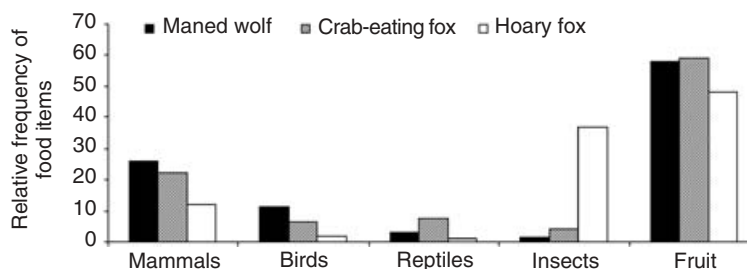 Maned wolf Crab-eating fox Hoary fox
Relative frequency of
food items
70
60
50
40
30
20
10
0
Mammals Birds Reptiles Insects Fruit